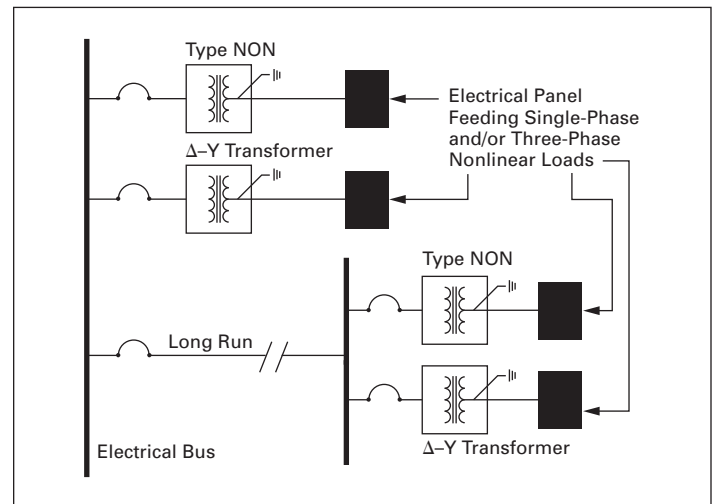 Type NON
Δ–Y Transformer
Electrical Panel
Feeding Single-Phase
and/or Three-Phase
Nonlinear Loads
Type NON
Long Run
Δ–Y Transformer
Electrical Bus